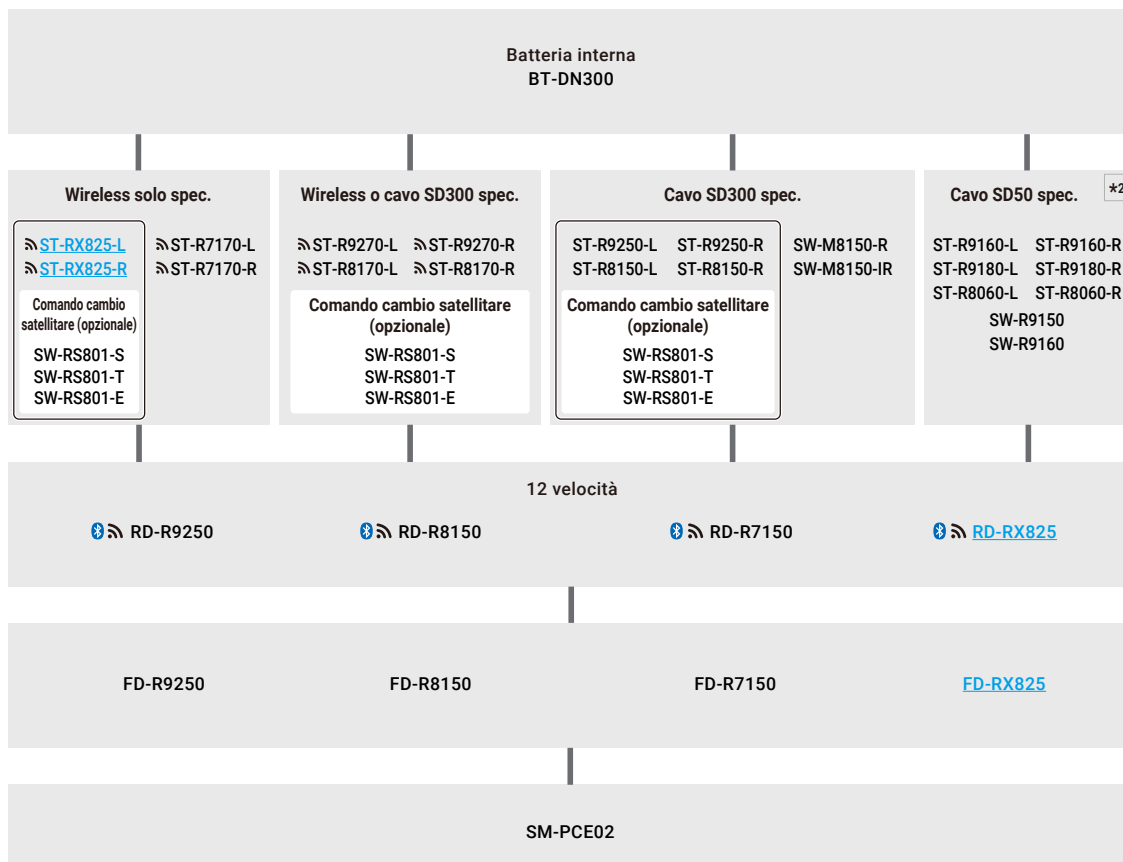 Batteria interna
BT-DN300
Wireless solo spec.
ST-RX825-L
ST-RX825-R
ST-R7170-L
ST-R7170-R
Comando cambio
satellitare (opzionale)
SW-RS801-S
SW-RS801-T
SW-RS801-E
Wireless o cavo SD300 spec.
ST-R9270-L ST-R9270-R
ST-R8170-L ST-R8170-R
Comando cambio satellitare
(opzionale)
SW-RS801-S
SW-RS801-T
SW-RS801-E
Cavo SD300 spec.
ST-R9250-L ST-R9250-R
ST-R8150-L ST-R8150-R
SW-M8150-R
SW-M8150-IR
Comando cambio satellitare
(opzionale)
SW-RS801-S
SW-RS801-T
SW-RS801-E
Cavo SD50 spec.
*2
ST-R9160-L ST-R9160-R
ST-R9180-L ST-R9180-R
ST-R8060-L ST-R8060-R
SW-R9150
SW-R9160
12 velocità
RD-R9250 RD-R8150 RD-R7150 RD-RX825
FD-R9250 FD-R8150 FD-R7150 FD-RX825
SM-PCE02